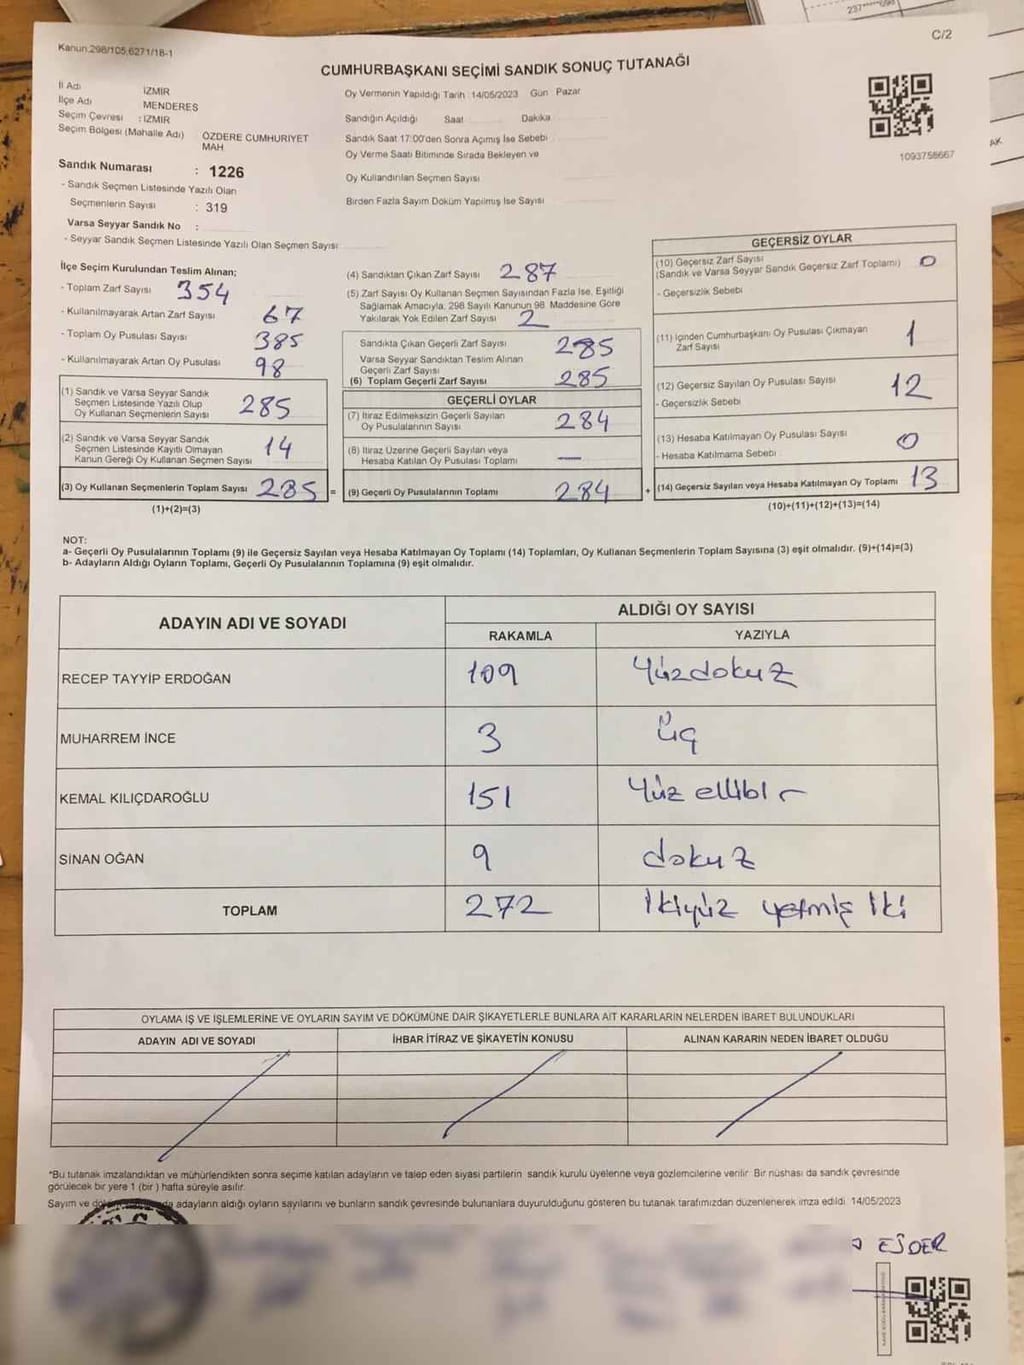 C/2
Kanun.298/105,6271/18-1
CUMHURBAŞKANI SEÇİMİ SANDIK SONUÇ TUTANAĞI
İl Adı İZMİR
İlçe Adı MENDERES
Seçim Çevresi : İZMİR
Seçim Bölgesi (Mahalle Adı) ÖZDERE CUMHURİYET MAH.
Sandık Numarası : 1226
- Sandık Seçmen Listesinde Yazılı Olan
Seçmenlerin Sayısı : 319
Varsa Seyyar Sandık No :
- Seyyar Sandık Seçmen Listesinde Yazılı Olan Seçmen Sayısı
Oy Vermenin Yapıldığı Tarih :14/05/2023 Gün Pazar
Sandığın Açıldığı Saat Dakika
Sandık Saat 17:00'den Sonra Açımış İse Sebebi
Oy Verme Saati Bitiminde Sırada Bekleyen ve
Oy Kullandırılan Seçmen Sayısı
Birden Fazla Sayım Döküm Yapılmış İse Sayısı
1093758667
İlçe Seçim Kurulundan Teslim Alınan;
- Toplam Zarf Sayısı 354
- Kullanılmayarak Artan Zarf Sayısı 67
- Toplam Oy Pusulası Sayısı 385
- Kullanılmayarak Artan Oy Pusulası 98
(1) Sandık ve Varsa Seyyar Sandık
Seçmen Listesinde Yazılı Olup
Oy Kullanan Seçmenlerin Sayısı 285
(2) Sandık ve Varsa Seyyar Sandık
Seçmen Listesinde Kayıtlı Olmayan
Kanun Gereği Oy Kullanan Seçmen Sayısı 14
(3) Oy Kullanan Seçmenlerin Toplam Sayısı 285 =
(1)+(2)=(3)
(4) Sandıktan Çıkan Zarf Sayısı 287
(5) Zarf Sayısı Oy Kullanan Seçmen Sayısından Fazla İse, Eşitliği
Sağlamak Amacıyla; 298 Sayılı Kanunun 98. Maddesine Göre
Yakılarak Yok Edilen Zarf Sayısı 2
Sandıkta Çıkan Geçerli Zarf Sayısı 285
Varsa Seyyar Sandıktan Teslim Alınan
Geçerli Zarf Sayısı
(6) Toplam Geçerli Zarf Sayısı 285
GEÇERLİ OYLAR
(7) İtiraz Edilmeksizin Geçerli Sayılan
Oy Pusulalarının Sayısı 284
(8) İtiraz Üzerine Geçerli Sayılan veya
Hesaba Katılan Oy Pusulası Toplamı —
(9) Geçerli Oy Pusulalarının Toplamı 284 +
GEÇERSİZ OYLAR
(10) Geçersiz Zarf Sayısı
(Sandık ve Varsa Seyyar Sandık Geçersiz Zarf Toplamı) 0
- Geçersizlik Sebebi
(11) İçinden Cumhurbaşkanı Oy Pusulası Çıkmayan
Zarf Sayısı 1
(12) Geçersiz Sayılan Oy Pusulası Sayısı 12
- Geçersizlik Sebebi
(13) Hesaba Katılmayan Oy Pusulası Sayısı 0
- Hesaba Katılmama Sebebi
(14) Geçersiz Sayılan veya Hesaba Katılmayan Oy Toplamı 13
(10)+(11)+(12)+(13)=(14)
NOT:
a- Geçerli Oy Pusulalarının Toplamı (9) ile Geçersiz Sayılan veya Hesaba Katılmayan Oy Toplamı (14) Toplamları, Oy Kullanan Seçmenlerin Toplam Sayısına (3) eşit olmalıdır. (9)+(14)=(3)
b- Adayların Aldığı Oyların Toplamı, Geçerli Oy Pusulalarının Toplamına (9) eşit olmalıdır.
ADAYIN ADI VE SOYADI ALDIĞI OY SAYISI
RAKAMLA YAZIYLA
RECEP TAYYİP ERDOĞAN 109 Yüzdokuz
MUHARREM İNCE 3 Üç
KEMAL KILIÇDAROĞLU 151 Yüz ellibir
SİNAN OĞAN 9 dokuz
TOPLAM 272 İkiyüz yetmiş iki
OYLAMA İŞ VE İŞLEMLERİNE VE OYLARIN SAYIM VE DÖKÜMÜNE DAİR ŞİKAYETLERLE BUNLARA AİT KARARLARIN NELERDEN İBARET BULUNDUKLARI
ADAYIN ADI VE SOYADI İHBAR İTİRAZ VE ŞİKAYETİN KONUSU ALINAN KARARIN NEDEN İBARET OLDUĞU
*Bu tutanak imzalandıktan ve mühürlendikten sonra seçime katılan adayların ve talep eden siyasi partilerin sandık kurulu üyelerine veya gözlemcilerine verilir. Bir nüshası da sandık çevresinde
görülecek bir yere 1 (bir) hafta süreyle asılır.
Sayım ve adayların aldığı oyların sayılarını ve bunların sandık çevresinde bulunanlara duyurulduğunu gösteren bu tutanak tarafımızdan düzenlenerek imza edildi. 14/05/2023
EJDER